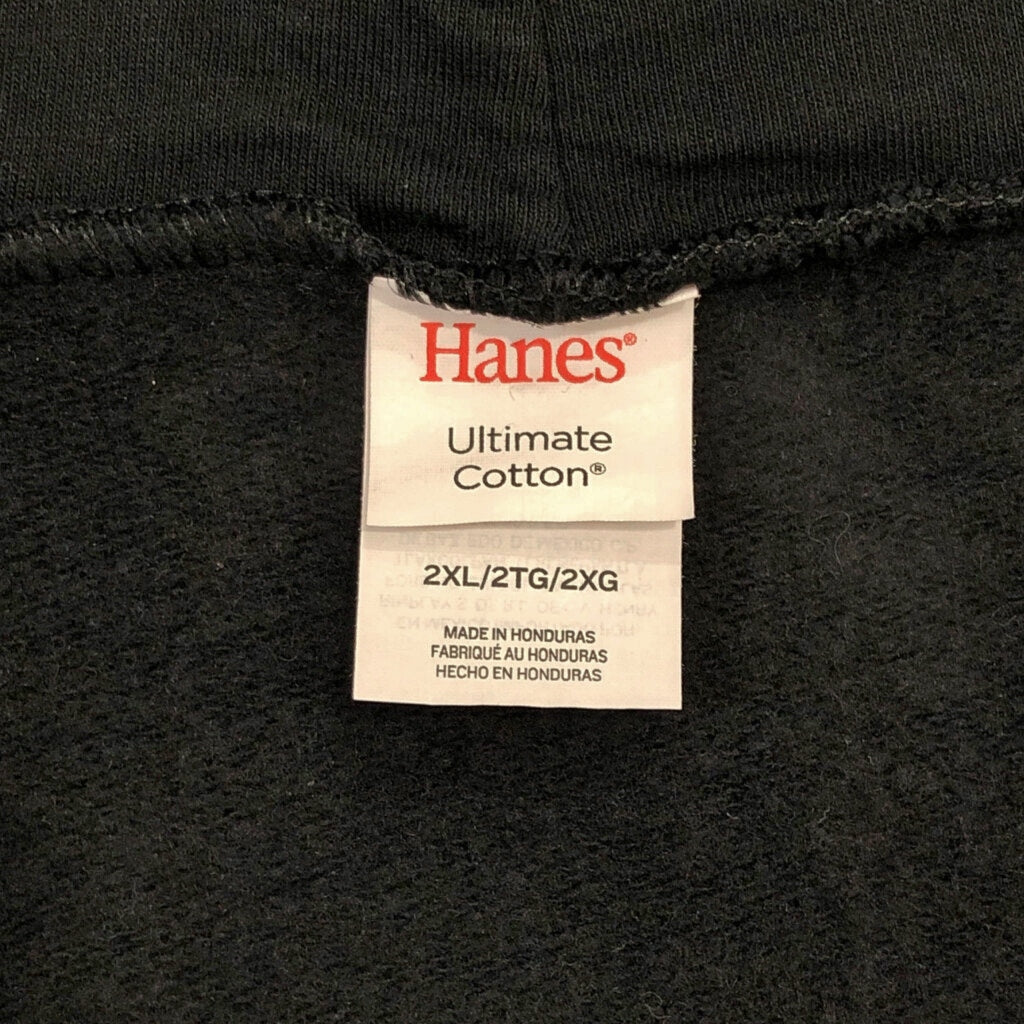 Hanes®
Ultimate
Cotton®
2XL/2TG/2XG
MADE IN HONDURAS
FABRIQUÉ AU HONDURAS
HECHO EN HONDURAS